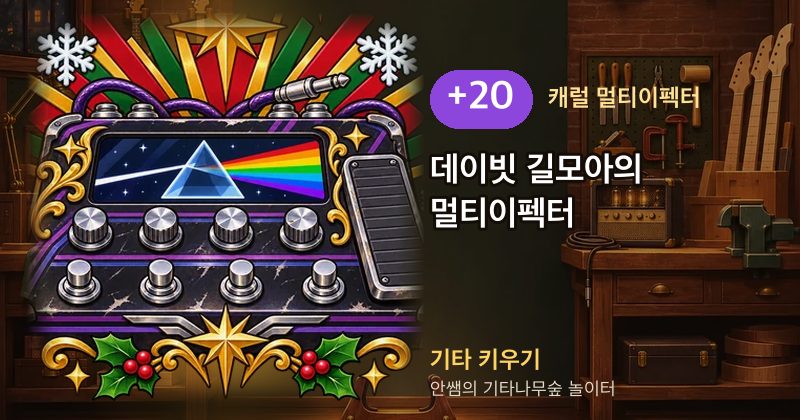 +20
캐럴 멀티이펙터
데이빗 길모아의
멀티이펙터
기타 키우기
안쌤의 기타나무숲 놀이터